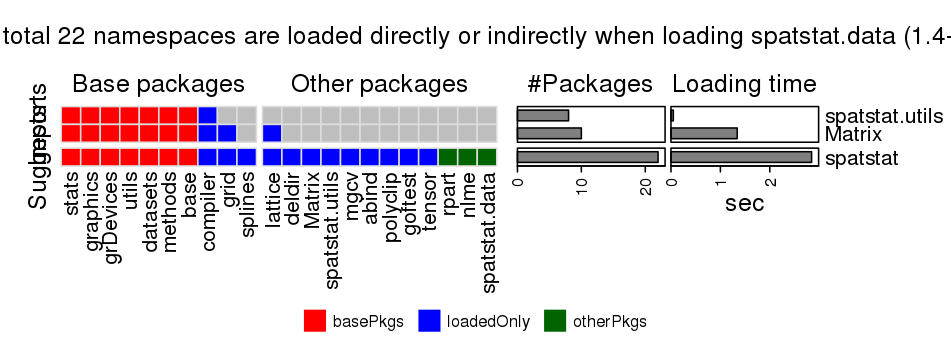 total 22 namespaces are loaded directly or indirectly when loading spatstat.data (1.4-
Base packages
Other packages
#Packages
Loading time
Imports
Suggests
spatstat.utils
Matrix
spatstat
stats
graphics
grDevices
utils
datasets
methods
base
compiler
grid
splines
lattice
deldir
Matrix
spatstat.utils
mgcv
abind
polyclip
goftest
tensor
rpart
nlme
spatstat.data
0
10
20
0
1
2
sec
basePkgs
loadedOnly
otherPkgs